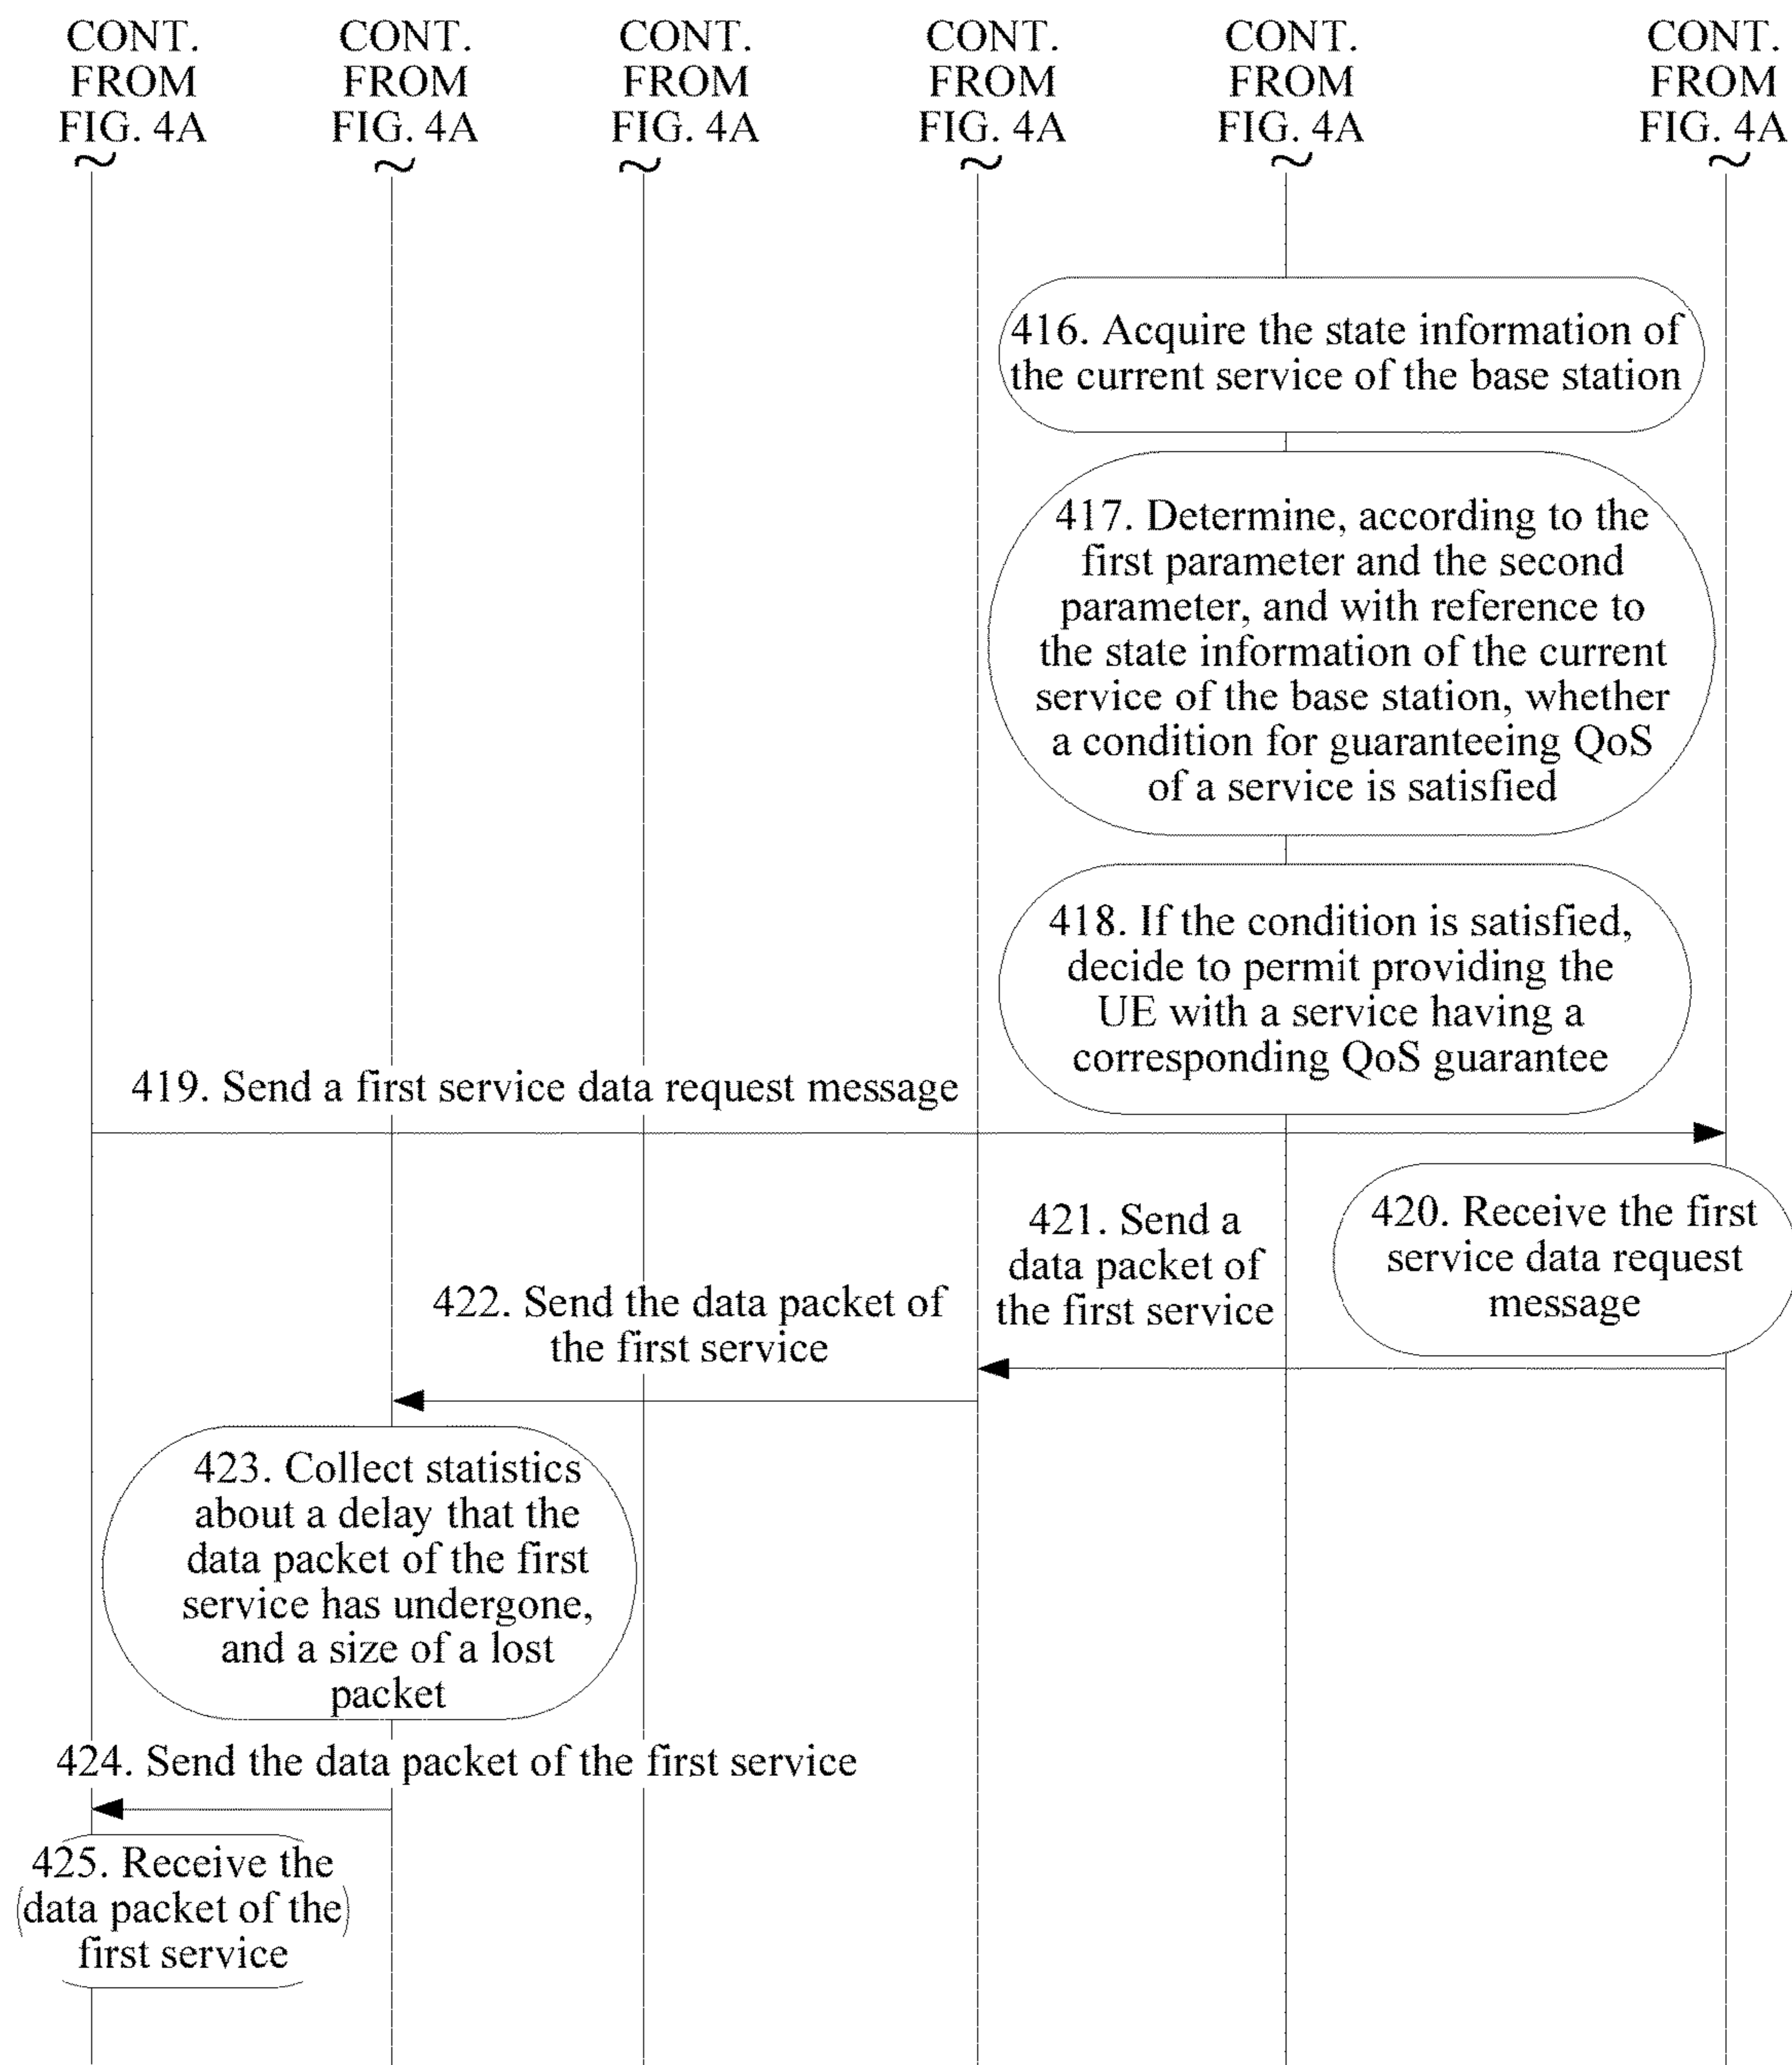 CONT.
FROM
FIG. 4A
CONT.
FROM
FIG. 4A
CONT.
FROM
FIG. 4A
CONT.
FROM
FIG. 4A
CONT.
FROM
FIG. 4A
CONT.
FROM
FIG. 4A
416. Acquire the state information of
the current service of the base station
417. Determine, according to the
first parameter and the second
parameter, and with reference to
the state information of the current
service of the base station, whether
a condition for guaranteeing QoS
of a service is satisfied
418. If the condition is satisfied,
decide to permit providing the
UE with a service having a
corresponding QoS guarantee
419. Send a first service data request message
420. Receive the first
service data request
message
421. Send a
data packet of
the first service
422. Send the data packet of
the first service
423. Collect statistics
about a delay that the
data packet of the first
service has undergone,
and a size of a lost
packet
424. Send the data packet of the first service
425. Receive the
data packet of the
first service